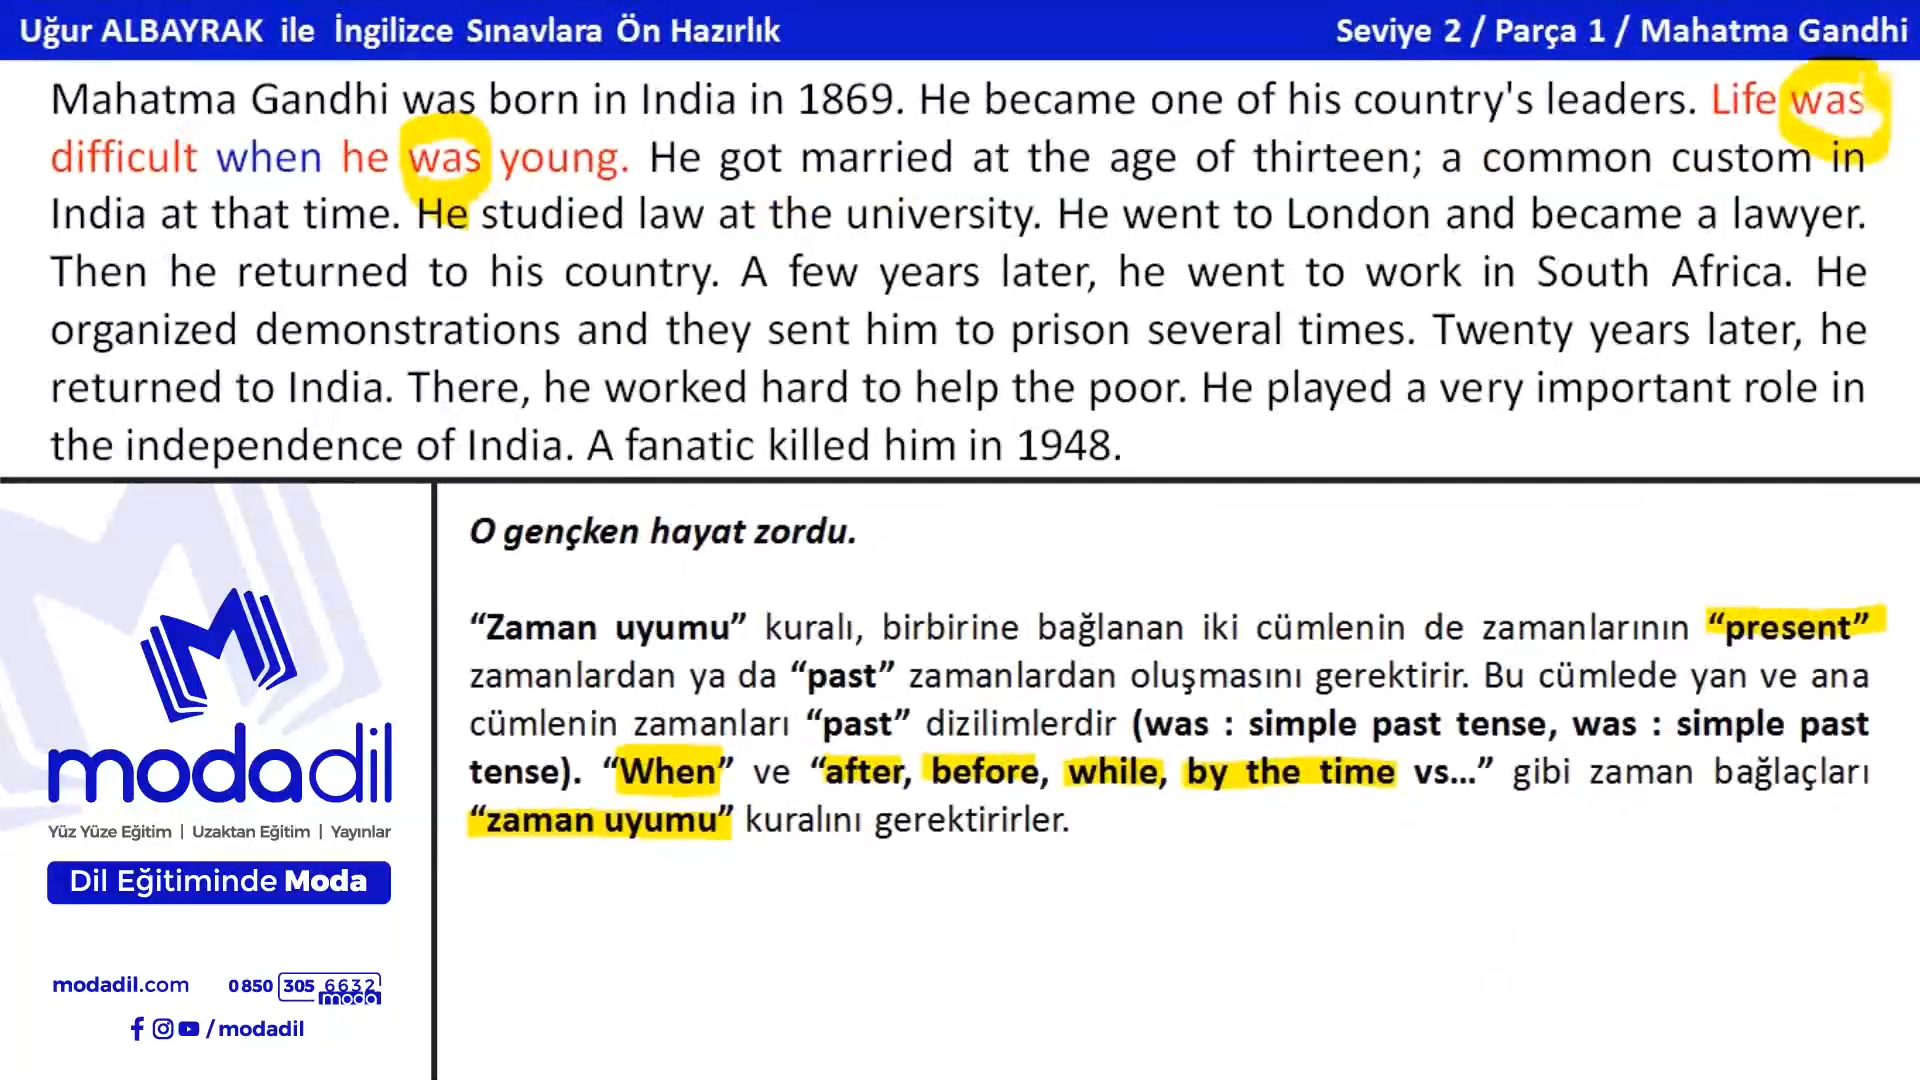 Uğur ALBAYRAK ile İngilizce Sınavlara Ön Hazırlık
Seviye 2 / Parça 1 / Mahatma Gandhi
Mahatma Gandhi was born in India in 1869. He became one of his country's leaders. Life was
difficult when he was young. He got married at the age of thirteen; a common custom in
India at that time. He studied law at the university. He went to London and became a lawyer.
Then he returned to his country. A few years later, he went to work in South Africa. He
organized demonstrations and they sent him to prison several times. Twenty years later, he
returned to India. There, he worked hard to help the poor. He played a very important role in
the independence of India. A fanatic killed him in 1948.
O gençken hayat zordu.
“Zaman uyumu” kuralı, birbirine bağlanan iki cümlenin de zamanlarının “present”
zamanlardan ya da “past” zamanlardan oluşmasını gerektirir. Bu cümlede yan ve ana
cümlenin zamanları “past” dizilimlerdir (was : simple past tense, was : simple past
tense). “When” ve “after, before, while, by the time vs...” gibi zaman bağlaçları
“zaman uyumu” kuralını gerektirirler.
modadil
Yüz Yüze Eğitim | Uzaktan Eğitim | Yayınlar
Dil Eğitiminde Moda
modadil.com
0850 305 6632
moda
/modadil